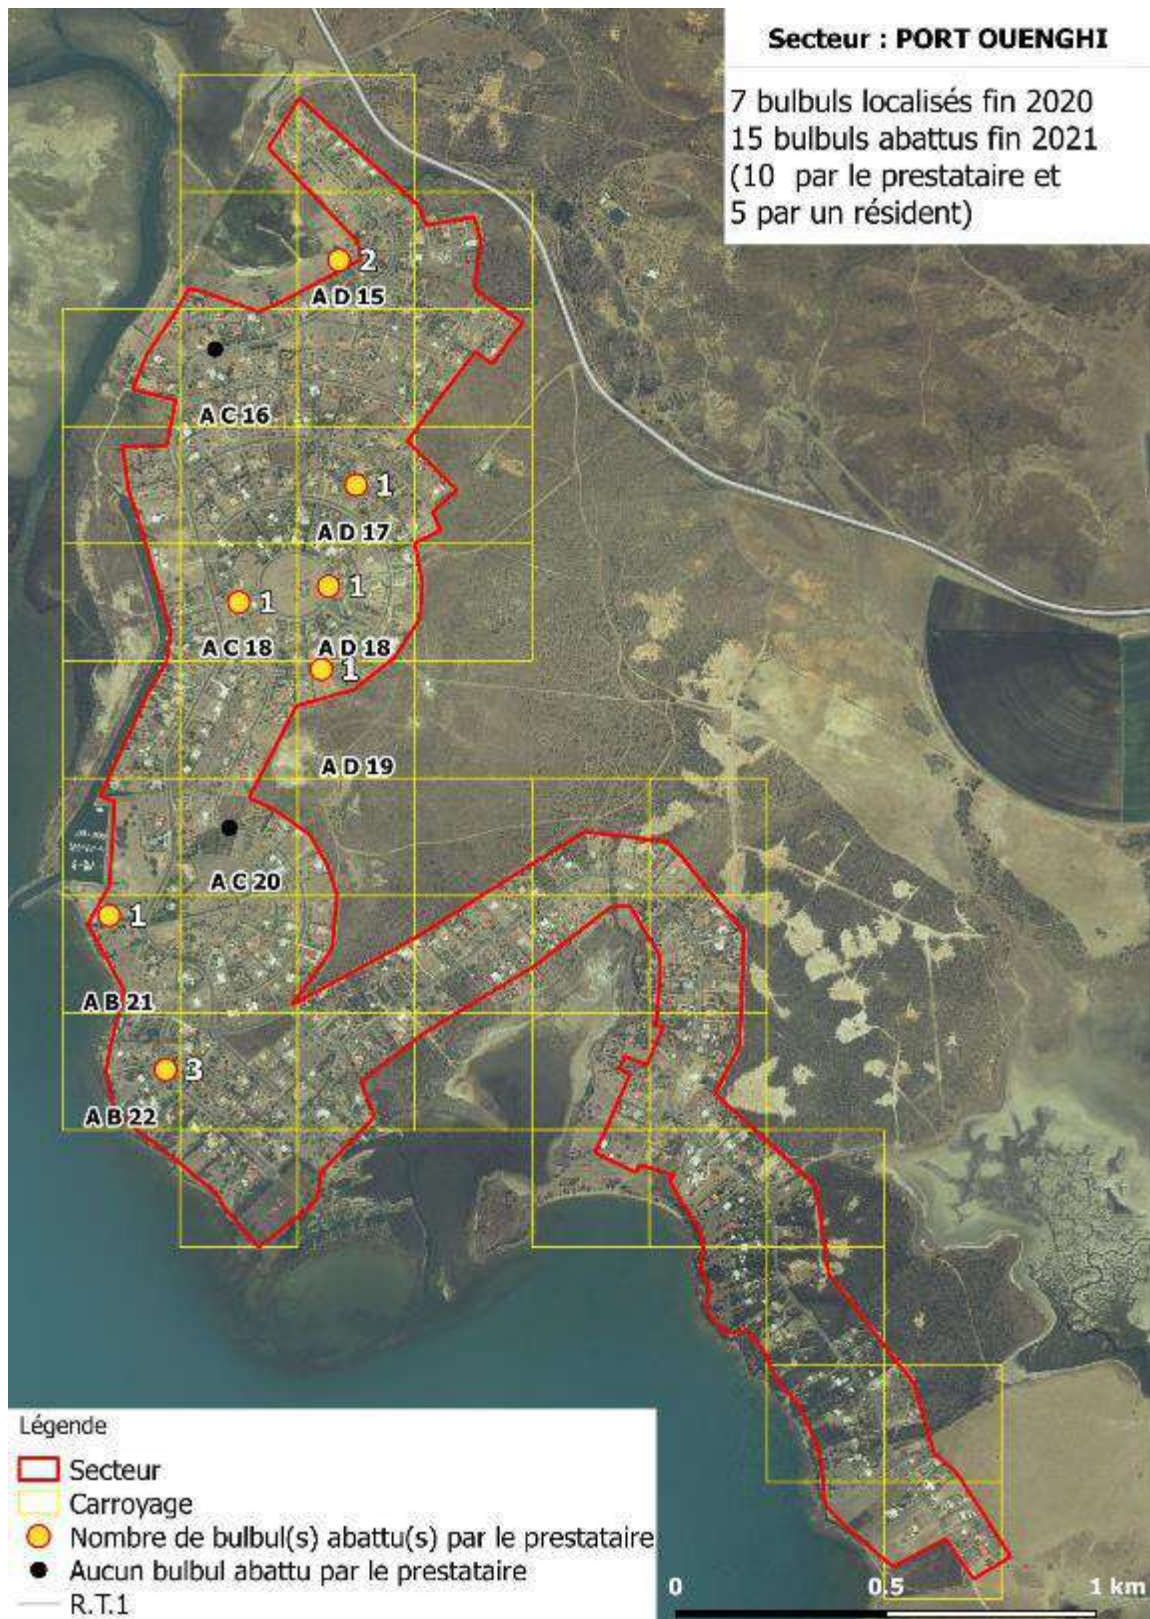 Secteur : PORT OUENGHI
7 bulbuls localisés fin 2020
15 bulbuls abattus fin 2021
(10 par le prestataire et
5 par un résident)
2
A D 15
A C 16
1
A D 17
1
1
A C 18
A D 18
1
A D 19
A C 20
1
A B 21
3
A B 22
Légende
Secteur
Carroyage
Nombre de bulbul(s) abattu(s) par le prestataire
Aucun bulbul abattu par le prestataire
R.T.1
0 0.5 1 km